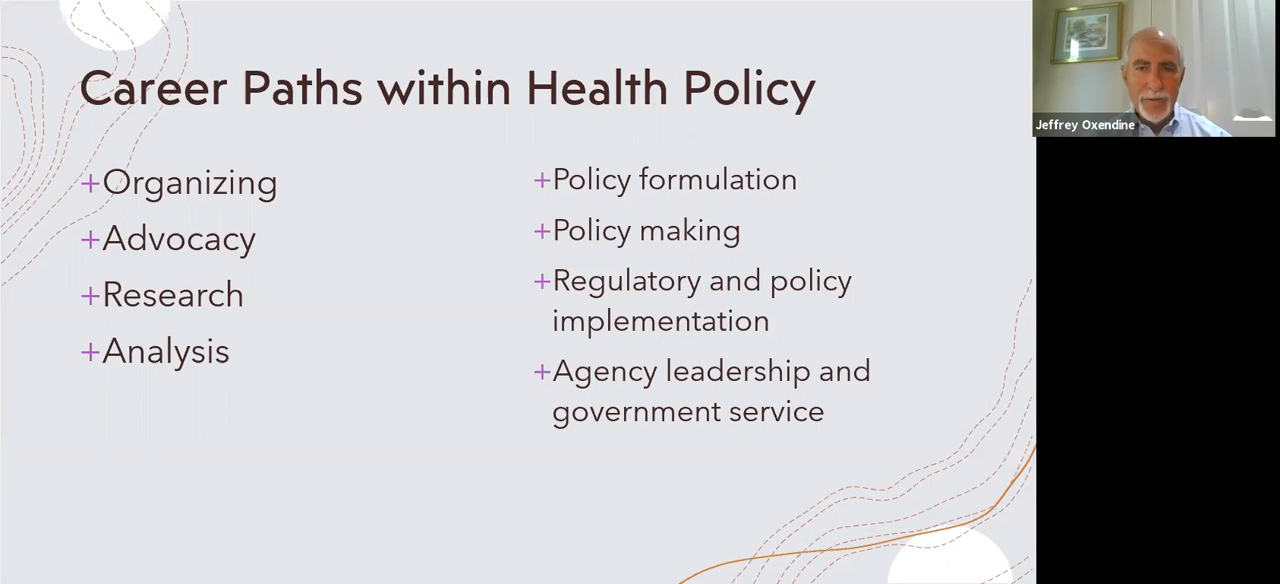 Career Paths within Health Policy
+Organizing
+Advocacy
+Research
+Analysis
+Policy formulation
+Policy making
+Regulatory and policy
implementation
+Agency leadership and
government service
Jeffrey Oxendine